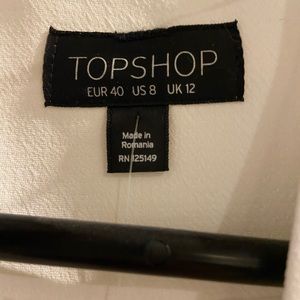 TOPSHOP
EUR 40 US 8 UK 12
Made in
Romania
RN 125149